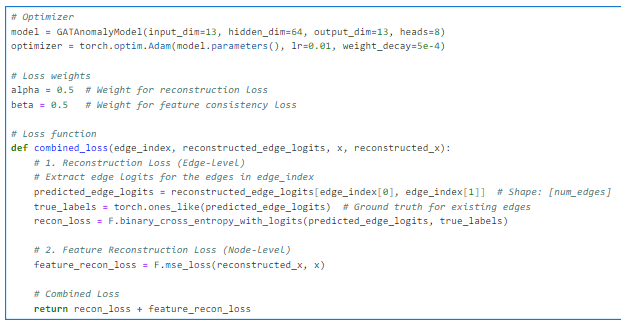 # Optimizer
model = GATAnomalyModel(input_dim=13, hidden_dim=64, output_dim=13, heads=8)
optimizer = torch.optim.Adam(model.parameters(), lr=0.01, weight_decay=5e-4)

# Loss weights
alpha = 0.5  # Weight for reconstruction loss
beta = 0.5   # Weight for feature consistency loss

# Loss function
def combined_loss(edge_index, reconstructed_edge_logits, x, reconstructed_x):
    # 1. Reconstruction Loss (Edge-Level)
    # Extract edge logits for the edges in edge_index
    predicted_edge_logits = reconstructed_edge_logits[edge_index[0], edge_index[1]]  # Shape: [num_edges]
    true_labels = torch.ones_like(predicted_edge_logits)  # Ground truth for existing edges
    recon_loss = F.binary_cross_entropy_with_logits(predicted_edge_logits, true_labels)

    # 2. Feature Reconstruction Loss (Node-Level)
    feature_recon_loss = F.mse_loss(reconstructed_x, x)

    # Combined Loss
    return recon_loss + feature_recon_loss